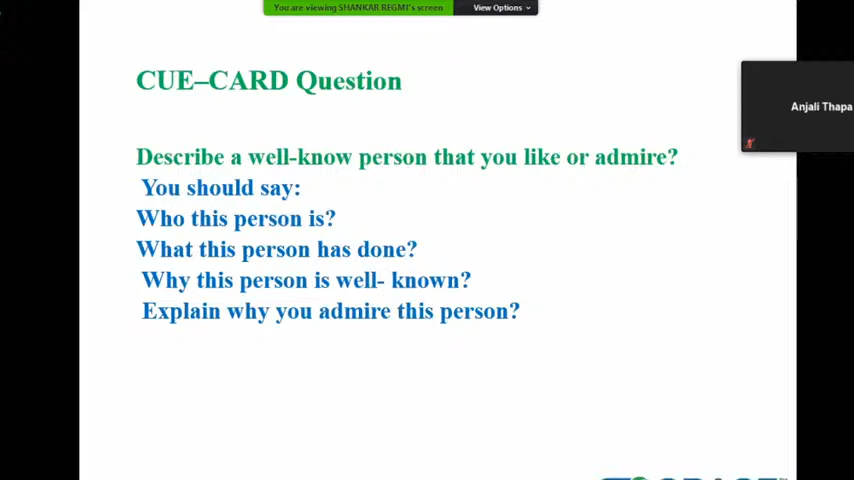 You are viewing SHANKAR REGMI's screen
View Options
CUE–CARD Question
Anjali Thapa
Describe a well-know person that you like or admire?
You should say:
Who this person is?
What this person has done?
Why this person is well- known?
Explain why you admire this person?